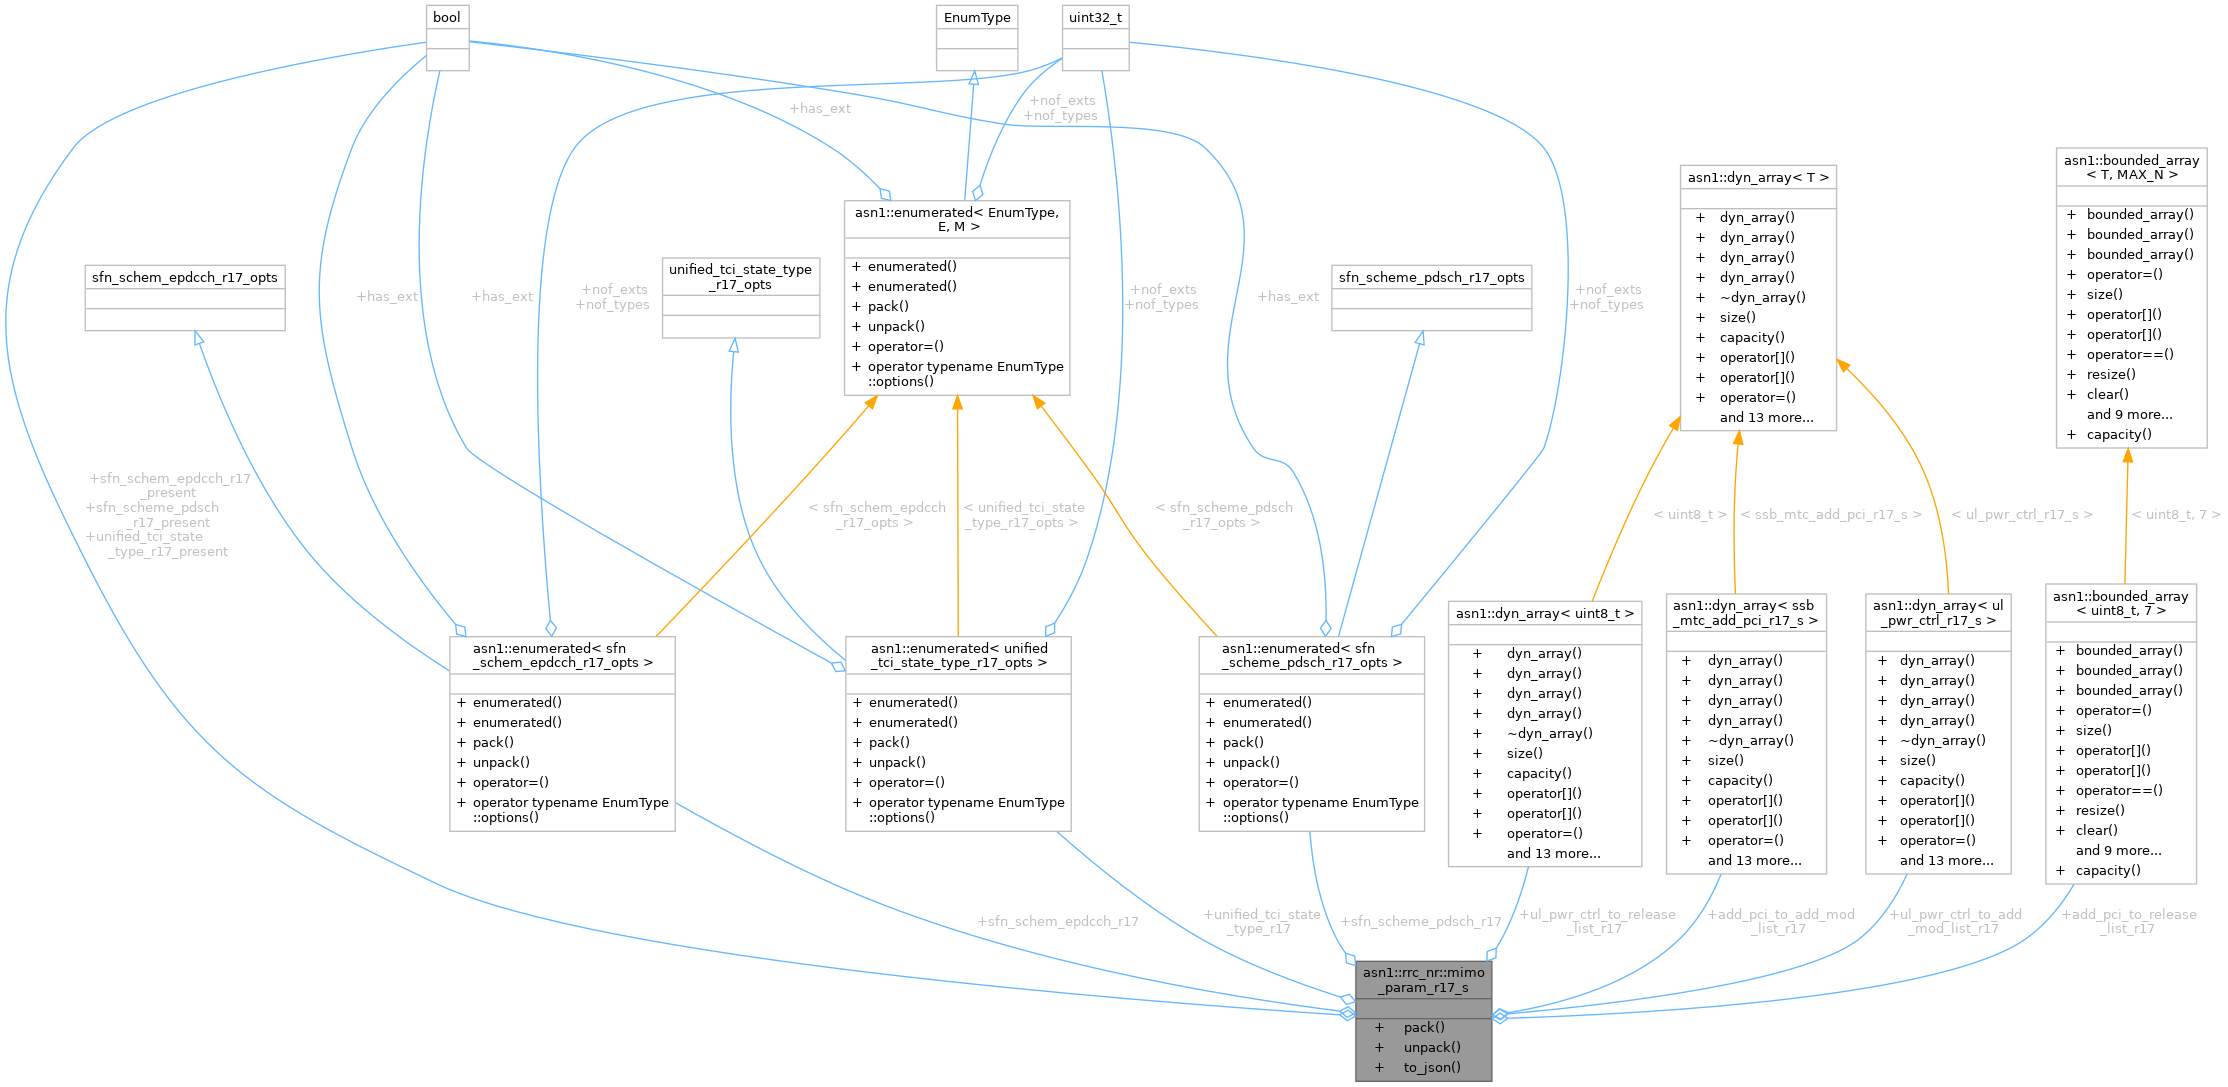 bool
EnumType
uint32_t
+has_ext
+nof_exts
+nof_types
asn1::bounded_array
< T, MAX_N >
+ bounded_array()
+ bounded_array()
+ bounded_array()
+ operator=()
+ size()
+ operator[]()
+ operator[]()
+ operator==()
+ resize()
+ clear()
and 9 more...
+ capacity()
asn1::dyn_array< T >
+ dyn_array()
+ dyn_array()
+ dyn_array()
+ dyn_array()
+ ~dyn_array()
+ size()
+ capacity()
+ operator[]()
+ operator[]()
+ operator=()
and 13 more...
asn1::enumerated< EnumType,
E, M >
+ enumerated()
+ enumerated()
+ pack()
+ unpack()
+ operator=()
+ operator typename EnumType
::options()
sfn_schem_epdcch_r17_opts
unified_tci_state_type
_r17_opts
sfn_scheme_pdsch_r17_opts
+has_ext
+has_ext
+nof_exts
+nof_types
+nof_exts
+nof_types
+has_ext
+nof_exts
+nof_types
+sfn_schem_epdcch_r17
_present
+sfn_scheme_pdsch
_r17_present
+unified_tci_state
_type_r17_present
< sfn_schem_epdcch
_r17_opts >
< unified_tci_state
_type_r17_opts >
< sfn_scheme_pdsch
_r17_opts >
< uint8_t >
< ssb_mtc_add_pci_r17_s >
< ul_pwr_ctrl_r17_s >
< uint8_t, 7 >
asn1::enumerated< sfn
_schem_epdcch_r17_opts >
+ enumerated()
+ enumerated()
+ pack()
+ unpack()
+ operator=()
+ operator typename EnumType
::options()
asn1::enumerated< unified
_tci_state_type_r17_opts >
+ enumerated()
+ enumerated()
+ pack()
+ unpack()
+ operator=()
+ operator typename EnumType
::options()
asn1::enumerated< sfn
_scheme_pdsch_r17_opts >
+ enumerated()
+ enumerated()
+ pack()
+ unpack()
+ operator=()
+ operator typename EnumType
::options()
asn1::dyn_array< uint8_t >
+ dyn_array()
+ dyn_array()
+ dyn_array()
+ dyn_array()
+ ~dyn_array()
+ size()
+ capacity()
+ operator[]()
+ operator[]()
+ operator=()
and 13 more...
asn1::dyn_array< ssb
_mtc_add_pci_r17_s >
+ dyn_array()
+ dyn_array()
+ dyn_array()
+ dyn_array()
+ ~dyn_array()
+ size()
+ capacity()
+ operator[]()
+ operator[]()
+ operator=()
and 13 more...
asn1::dyn_array< ul
_pwr_ctrl_r17_s >
+ dyn_array()
+ dyn_array()
+ dyn_array()
+ dyn_array()
+ ~dyn_array()
+ size()
+ capacity()
+ operator[]()
+ operator[]()
+ operator=()
and 13 more...
asn1::bounded_array
< uint8_t, 7 >
+ bounded_array()
+ bounded_array()
+ bounded_array()
+ operator=()
+ size()
+ operator[]()
+ operator[]()
+ operator==()
+ resize()
+ clear()
and 9 more...
+ capacity()
+sfn_schem_epdcch_r17
+unified_tci_state
_type_r17
+sfn_scheme_pdsch_r17
+ul_pwr_ctrl_to_release
_list_r17
+add_pci_to_add_mod
_list_r17
+ul_pwr_ctrl_to_add
_mod_list_r17
+add_pci_to_release
_list_r17
asn1::rrc_nr::mimo
_param_r17_s
+ pack()
+ unpack()
+ to_json()